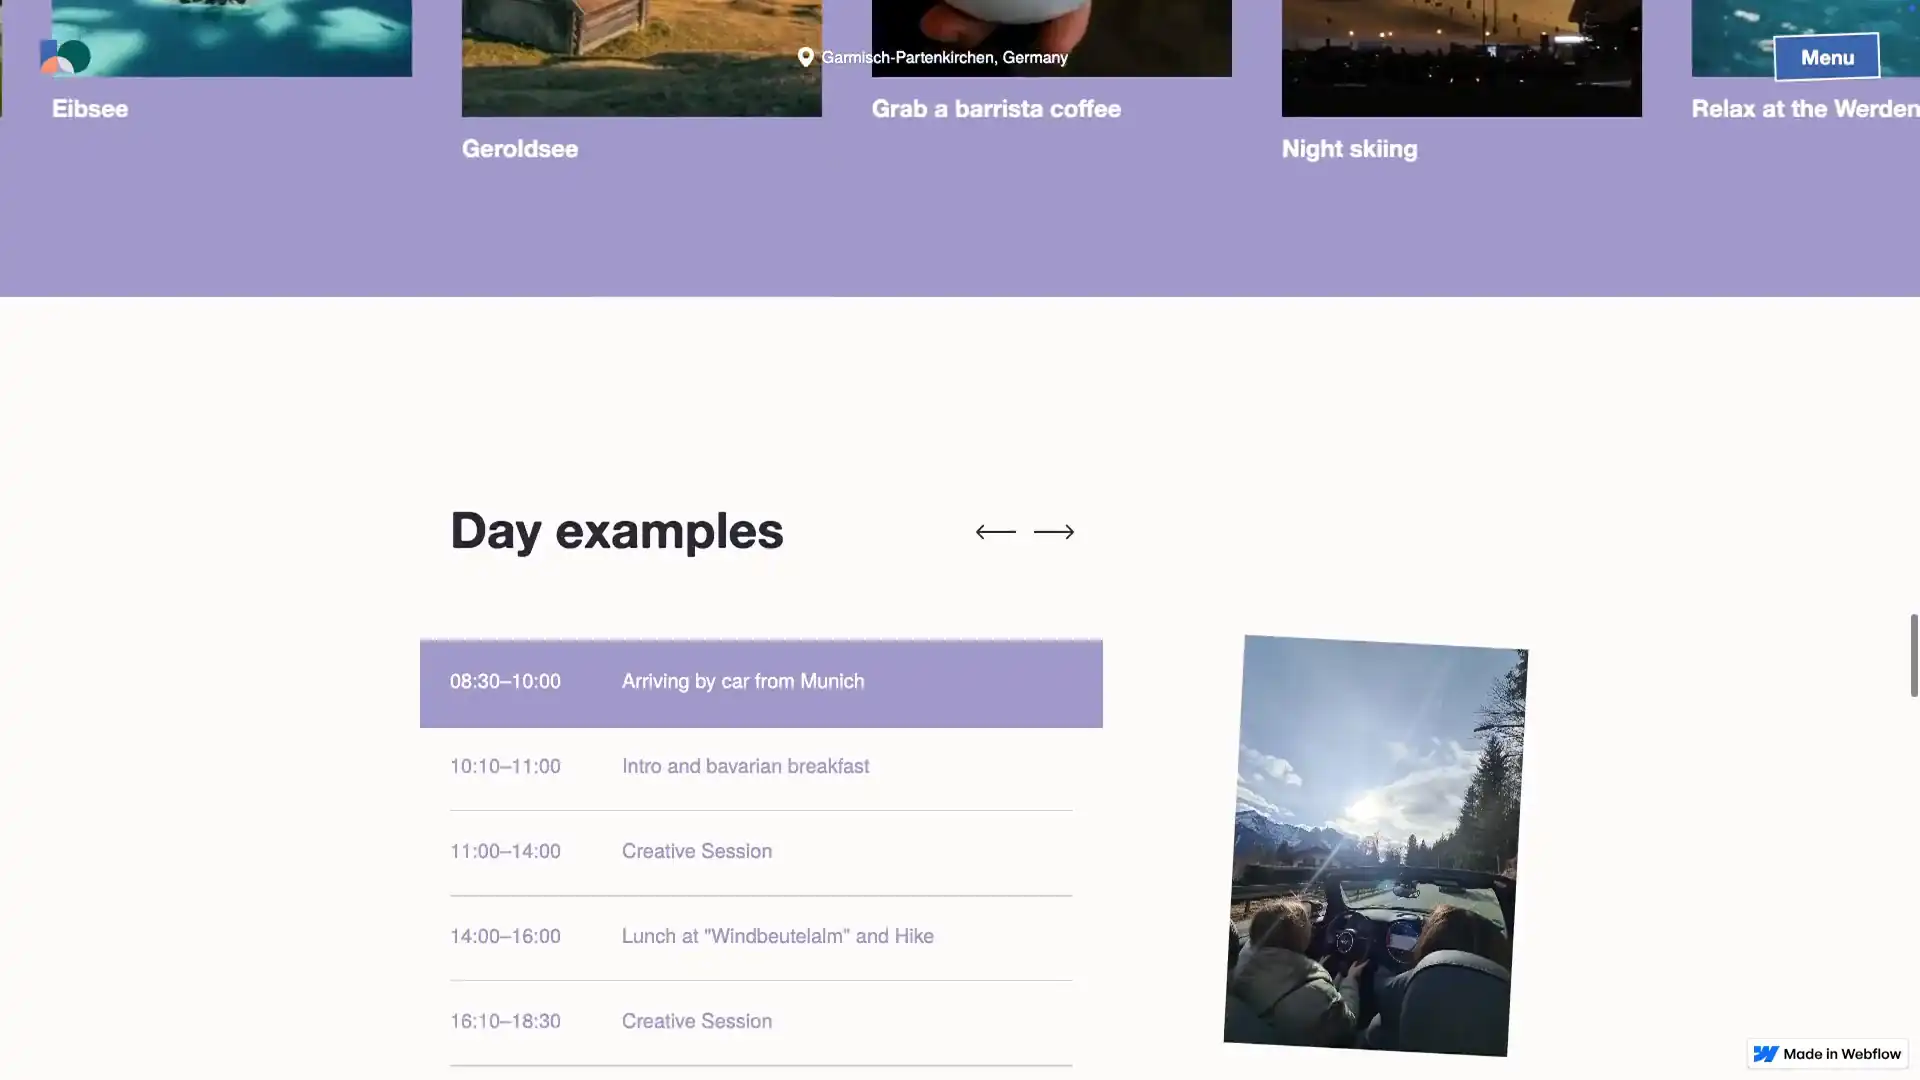 Garmisch-Partenkirchen, Germany
Menu
Eibsee
Geroldsee
Grab a barrista coffee
Night skiing
Relax at the Werden
Day examples
08:30–10:00 Arriving by car from Munich
10:10–11:00 Intro and bavarian breakfast
11:00–14:00 Creative Session
14:00–16:00 Lunch at "Windbeutelalm" and Hike
16:10–18:30 Creative Session
Made in Webflow